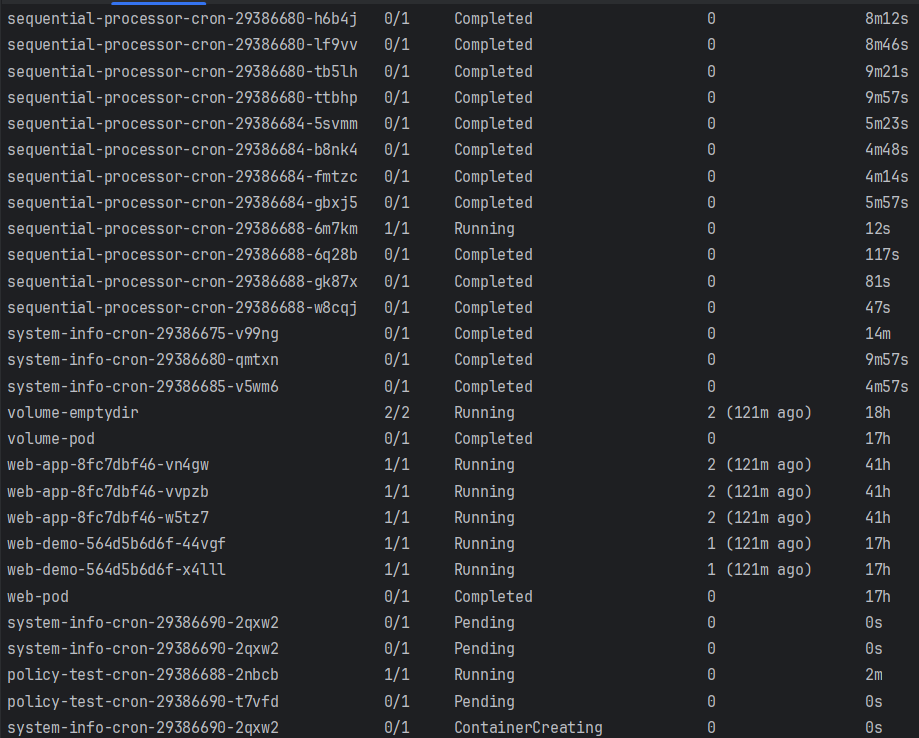 sequential-processor-cron-29386680-h6b4j 0/1 Completed 0 8m12s
sequential-processor-cron-29386680-lf9vv 0/1 Completed 0 8m46s
sequential-processor-cron-29386680-tb5lh 0/1 Completed 0 9m21s
sequential-processor-cron-29386680-ttbhp 0/1 Completed 0 9m57s
sequential-processor-cron-29386684-5svmm 0/1 Completed 0 5m23s
sequential-processor-cron-29386684-b8nk4 0/1 Completed 0 4m48s
sequential-processor-cron-29386684-fmtzc 0/1 Completed 0 4m14s
sequential-processor-cron-29386684-gbxj5 0/1 Completed 0 5m57s
sequential-processor-cron-29386688-6m7km 1/1 Running 0 12s
sequential-processor-cron-29386688-6q28b 0/1 Completed 0 117s
sequential-processor-cron-29386688-gk87x 0/1 Completed 0 81s
sequential-processor-cron-29386688-w8cqj 0/1 Completed 0 47s
system-info-cron-29386675-v99ng 0/1 Completed 0 14m
system-info-cron-29386680-qmtxn 0/1 Completed 0 9m57s
system-info-cron-29386685-v5wm6 0/1 Completed 0 4m57s
volume-emptydir 2/2 Running 2 (121m ago) 18h
volume-pod 0/1 Completed 0 17h
web-app-8fc7dbf46-vn4gw 1/1 Running 2 (121m ago) 41h
web-app-8fc7dbf46-vvpzb 1/1 Running 2 (121m ago) 41h
web-app-8fc7dbf46-w5tz7 1/1 Running 2 (121m ago) 41h
web-demo-564d5b6d6f-44vgf 1/1 Running 1 (121m ago) 17h
web-demo-564d5b6d6f-x4lll 1/1 Running 1 (121m ago) 17h
web-pod 0/1 Completed 0 17h
system-info-cron-29386690-2qxw2 0/1 Pending 0 0s
system-info-cron-29386690-2qxw2 0/1 Pending 0 0s
policy-test-cron-29386688-2nbcb 1/1 Running 0 2m
policy-test-cron-29386690-t7vfd 0/1 Pending 0 0s
system-info-cron-29386690-2qxw2 0/1 ContainerCreating 0 0s